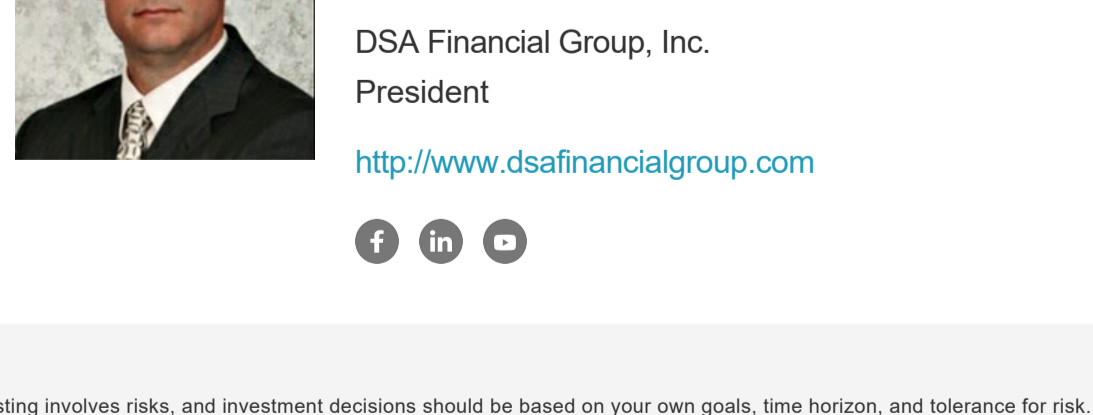 DSA Financial Group, Inc.
President
http://www.dsafinancialgroup.com
f in
involves risks, and investment decisions should be based on your own goals, time horizon, and tolerance for risk.